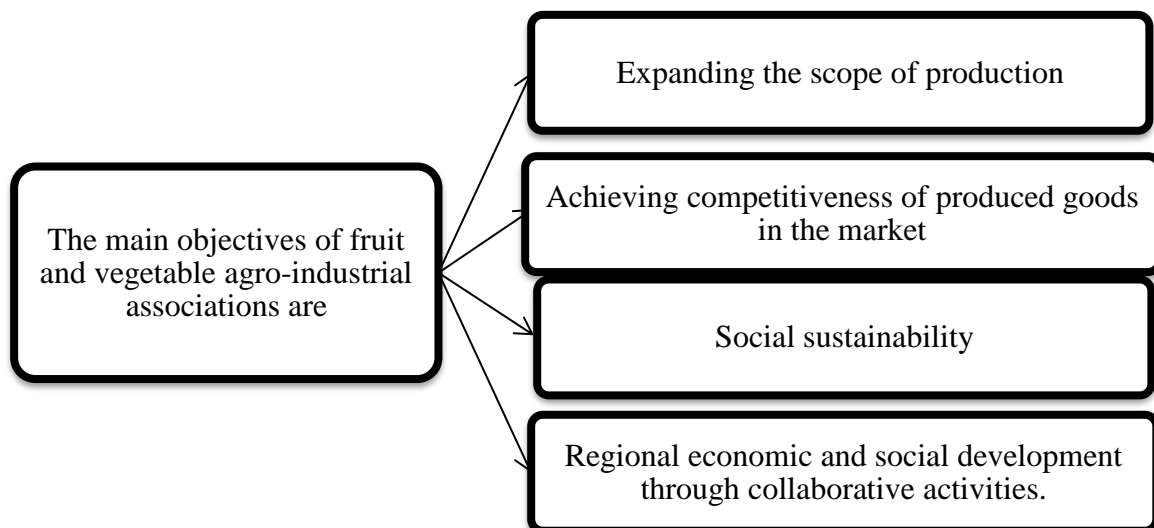 The main objectives of fruit
and vegetable agro-industrial
associations are
Expanding the scope of production
Achieving competitiveness of produced goods
in the market
Social sustainability
Regional economic and social development
through collaborative activities.